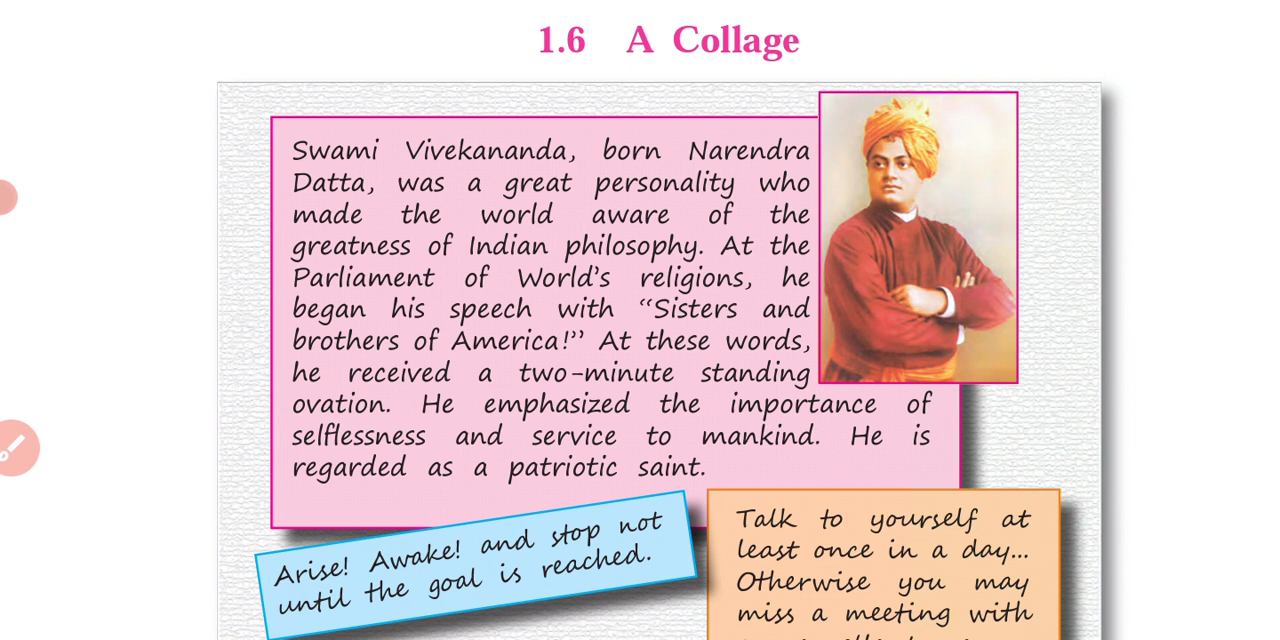 1.6 A Collage
Swami Vivekananda, born Narendra
Datta, was a great personality who
made the world aware of the
greatness of Indian philosophy. At the
Parliament of World's religions, he
began his speech with “Sisters and
brothers of America!” At these words,
he received a two-minute standing
ovation. He emphasized the importance of
selflessness and service to mankind. He is
regarded as a patriotic saint.
Arise! Awake! and stop not
until the goal is reached.
Talk to yourself at
least once in a day...
Otherwise you may
miss a meeting with